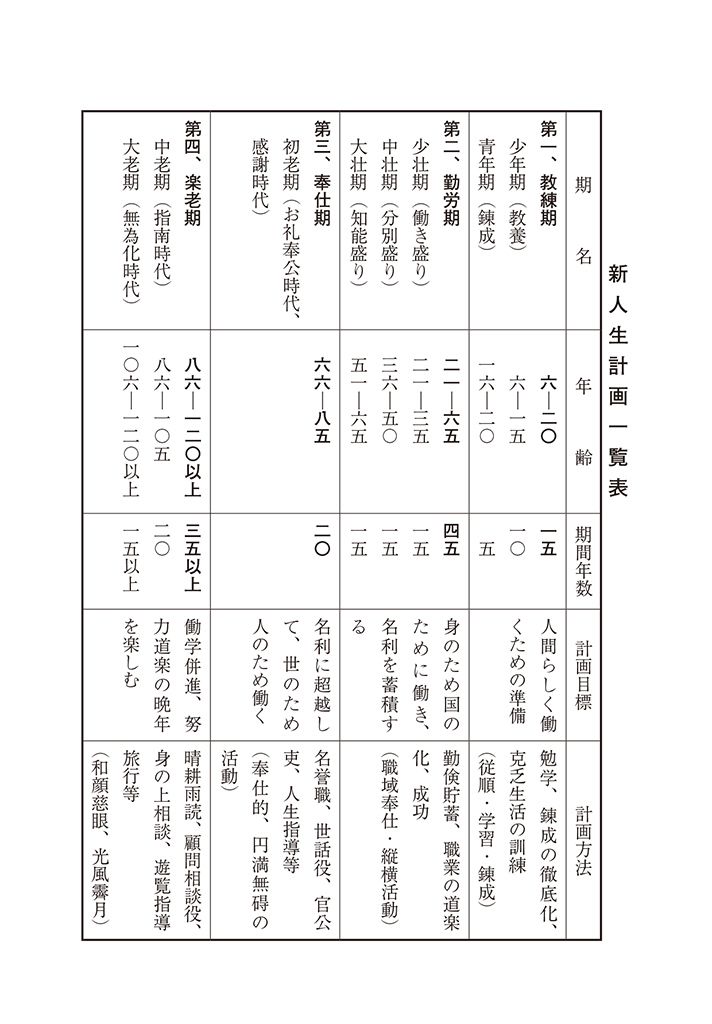 新人生計画一覧表
期名
年齢
期間年数
計画目標
計画方法
第一、教練期
少年期（教養）
青年期（錬成）
六―二〇
六―一五
一六―二〇
一五
一〇
五
人間らしく働
くための準備
勉学、錬成の徹底化、
克乏生活の訓練
（従順・学習・錬成）
第二、勤労期
少壮期（働き盛り）
中壮期（分別盛り）
大壮期（知能盛り）
二一―六五
二一―三五
三六―五〇
五一―六五
四五
一五
一五
一五
身のため国の
ために働き、
名利を蓄積す
る
勤倹貯蓄、職業の道楽
化、成功
（職域奉仕・縦横活動）
第三、奉仕期
初老期（お礼奉公時代、
感謝時代）
六六―八五
二〇
名利に超越し
て、世のため
人のため働く
名誉職、世話役、官公
吏、人生指導等
（奉仕的、円満無碍の
活動）
第四、楽老期
中老期（指南時代）
大老期（無為化時代）
八六―一二〇以上
八六―一〇五
一〇六―一二〇以上
三五以上
二〇
一五以上
働学併進、努
力道楽の晩年
を楽しむ
晴耕雨読、顧問相談役、
身の上相談、遊覧指導
旅行等
（和顔慈眼、光風霽月）